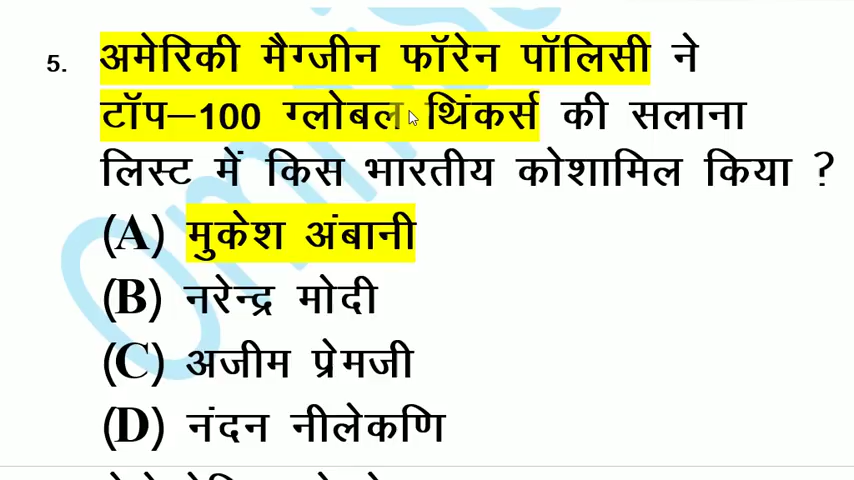 5. अमेरिकी मैग्जीन फॉरेन पॉलिसी ने
टॉप–100 ग्लोबल थिंकर्स की सलाना
लिस्ट में किस भारतीय कोशामिल किया ?
(A) मुकेश अंबानी
(B) नरेन्द्र मोदी
(C) अजीम प्रेमजी
(D) नंदन नीलेकणि